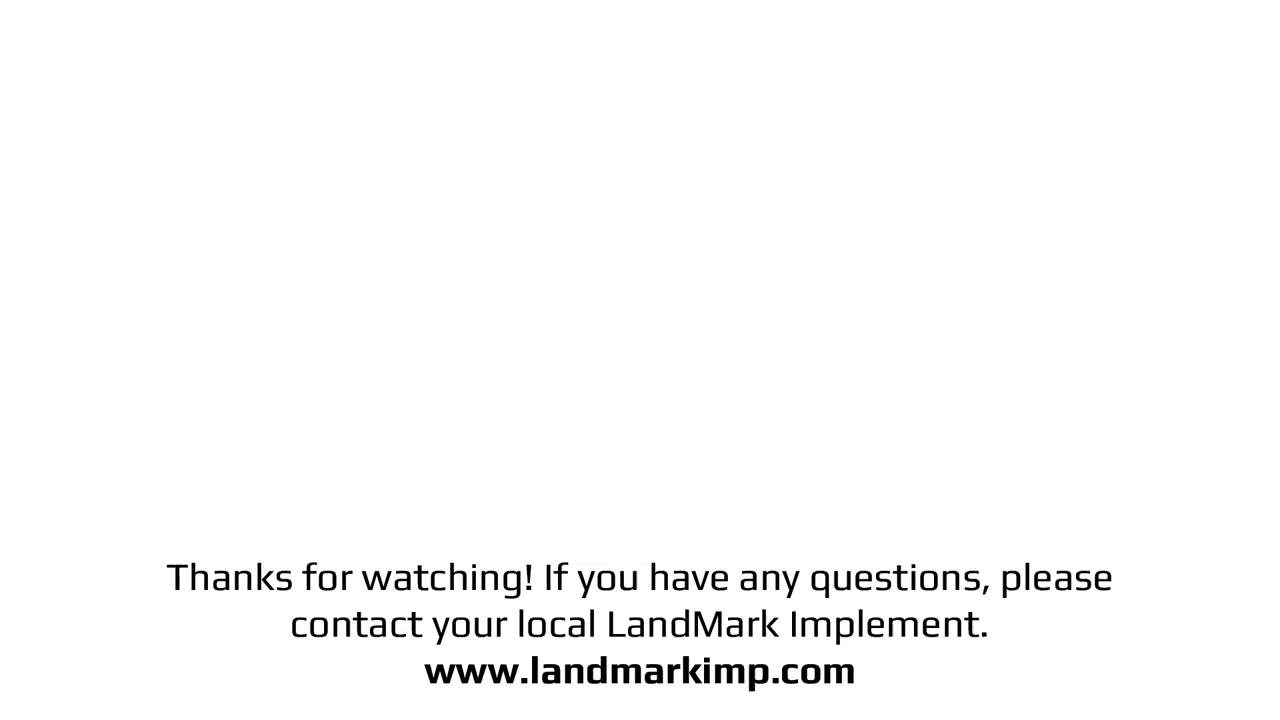 Thanks for watching! If you have any questions, please
contact your local LandMark Implement.
www.landmarkimp.com